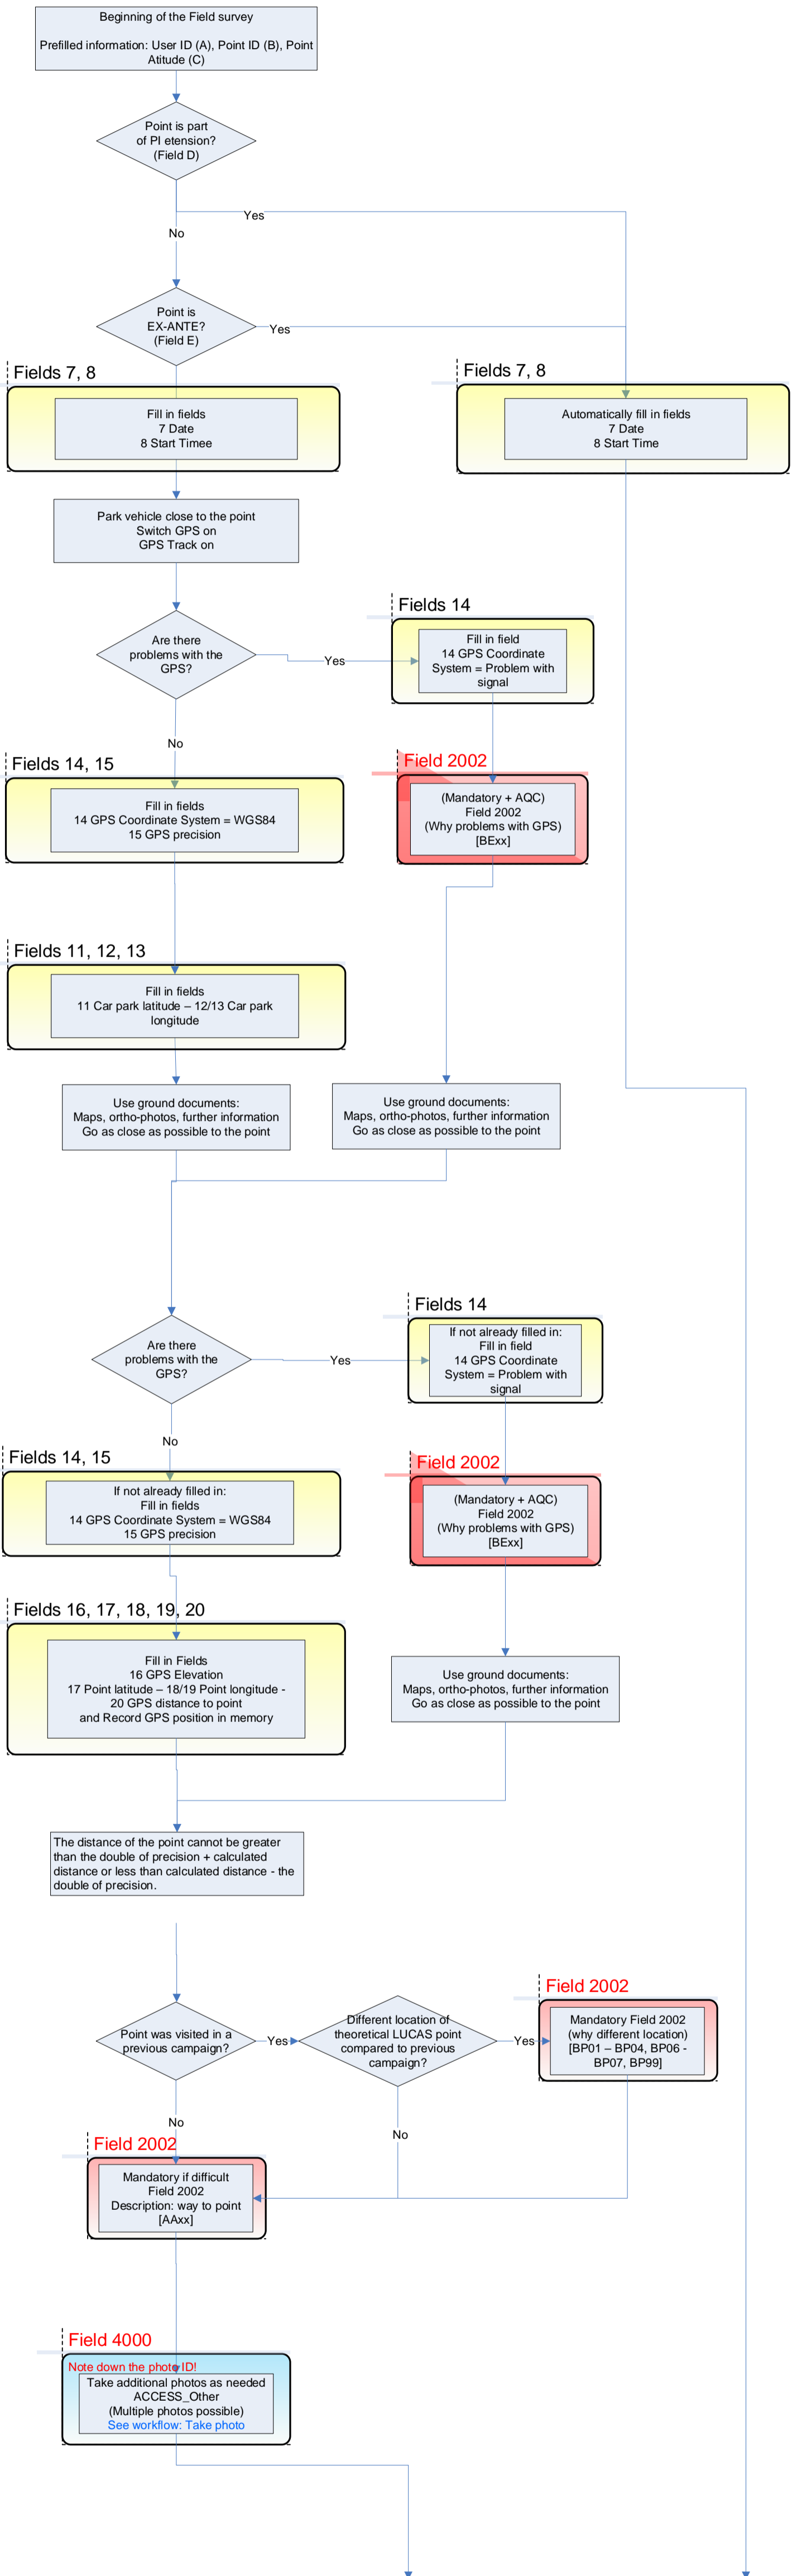 Beginning of the Field survey
Prefilled information: User ID (A), Point ID (B), Point
Atitude (C)
Point is part
of PI etension?
(Field D)
Yes
No
Point is
EX-ANTE?
(Field E)
Yes
Fields 7, 8
Fill in fields
7 Date
8 Start Timee
Fields 7, 8
Automatically fill in fields
7 Date
8 Start Time
Park vehicle close to the point
Switch GPS on
GPS Track on
Are there
problems with the
GPS?
Yes
Fields 14
Fill in field
14 GPS Coordinate
System = Problem with
signal
No
Fields 14, 15
Fill in fields
14 GPS Coordinate System = WGS84
15 GPS precision
Field 2002
(Mandatory + AQC)
Field 2002
(Why problems with GPS)
[BExx]
Fields 11, 12, 13
Fill in fields
11 Car park latitude – 12/13 Car park
longitude
Use ground documents:
Maps, ortho-photos, further information
Go as close as possible to the point
Use ground documents:
Maps, ortho-photos, further information
Go as close as possible to the point
Are there
problems with the
GPS?
Yes
Fields 14
If not already filled in:
Fill in field
14 GPS Coordinate
System = Problem with
signal
No
Fields 14, 15
If not already filled in:
Fill in fields
14 GPS Coordinate System = WGS84
15 GPS precision
Field 2002
(Mandatory + AQC)
Field 2002
(Why problems with GPS)
[BExx]
Fields 16, 17, 18, 19, 20
Fill in Fields
16 GPS Elevation
17 Point latitude – 18/19 Point longitude -
20 GPS distance to point
and Record GPS position in memory
Use ground documents:
Maps, ortho-photos, further information
Go as close as possible to the point
The distance of the point cannot be greater
than the double of precision + calculated
distance or less than calculated distance - the
double of precision.
Point was visited in a
previous campaign?
Yes
Different location of
theoretical LUCAS point
compared to previous
campaign?
Yes
Field 2002
Mandatory Field 2002
(why different location)
[BP01 – BP04, BP06 -
BP07, BP99]
No
No
Field 2002
Mandatory if difficult
Field 2002
Description: way to point
[AAxx]
Field 4000
Note down the photo ID!
Take additional photos as needed
ACCESS_Other
(Multiple photos possible)
See workflow: Take photo